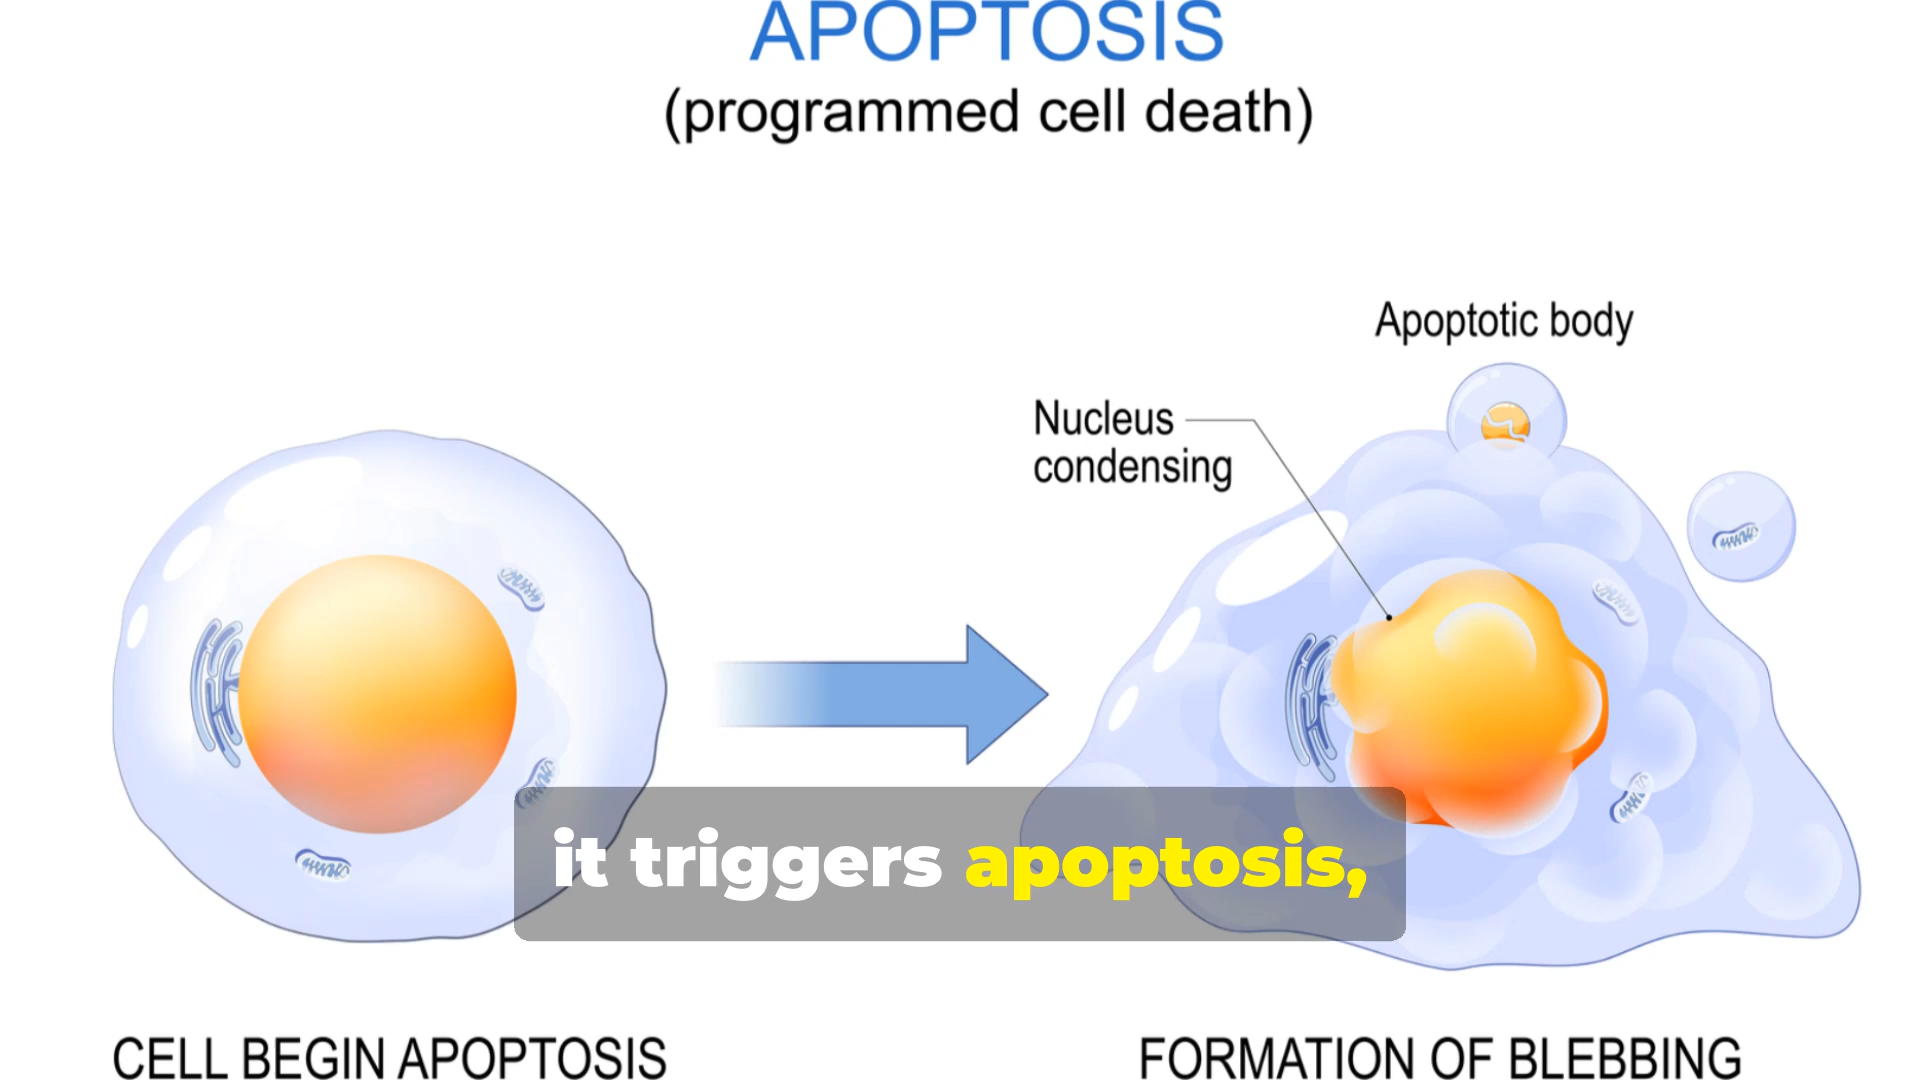 APOPTOSIS
(programmed cell death)
Apoptotic body
Nucleus
condensing
it triggers apoptosis,
CELL BEGIN APOPTOSIS
FORMATION OF BLEBBING